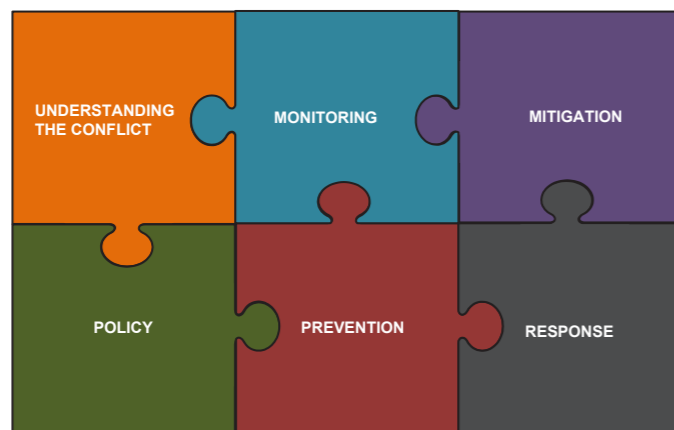 UNDERSTANDING
THE CONFLICT
MONITORING
MITIGATION
POLICY
PREVENTION
RESPONSE